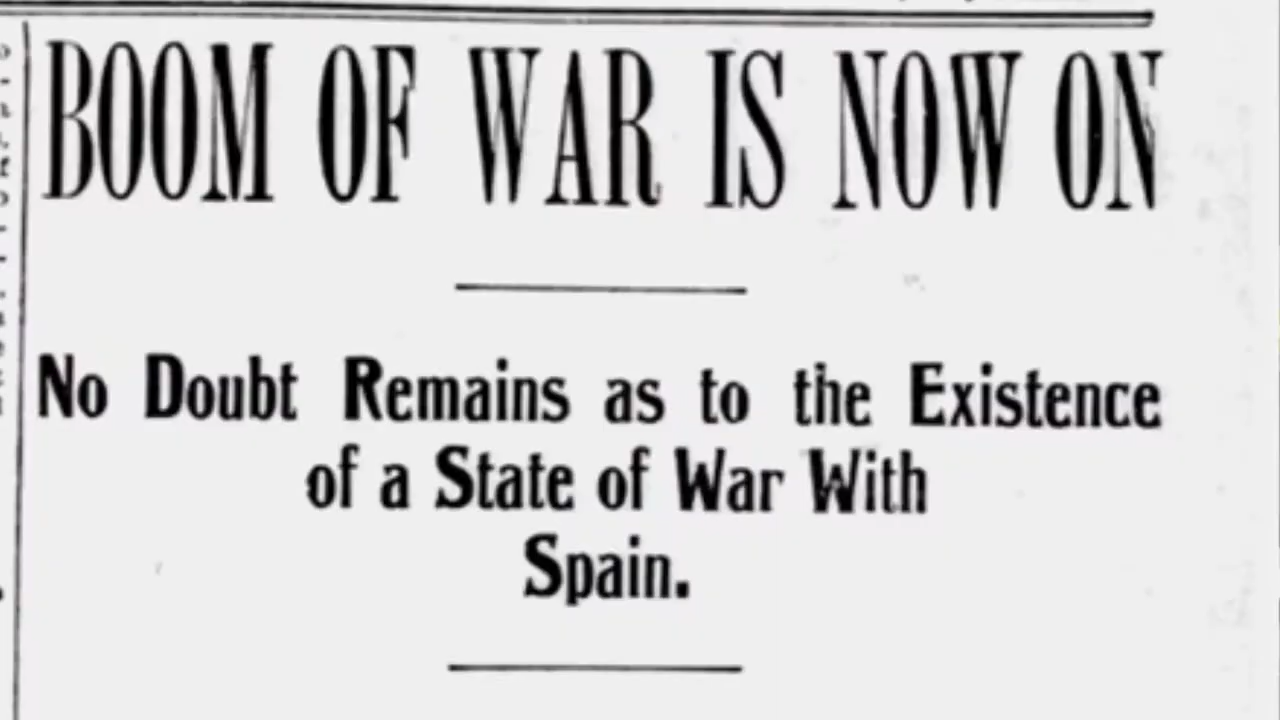 BOOM OF WAR IS NOW ON
No Doubt Remains as to the Existence
of a State of War With
Spain.